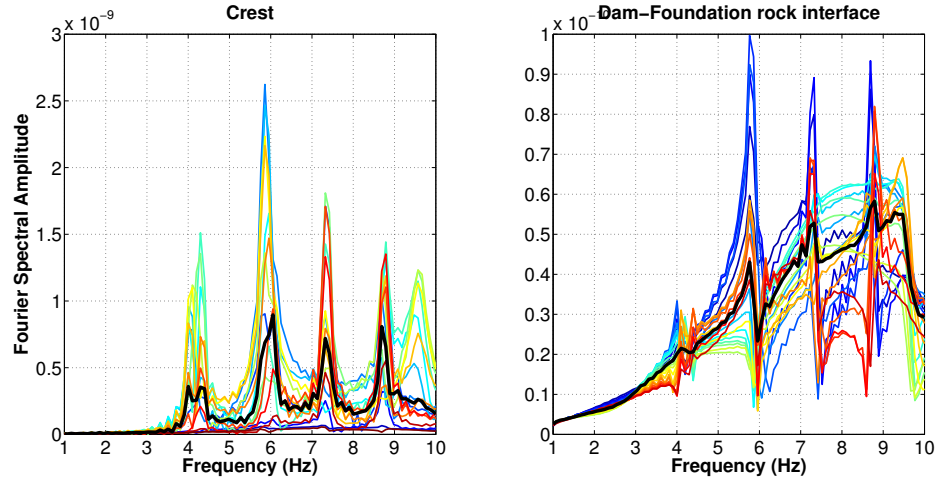 Crest
x 10^-9
Fourier Spectral Amplitude
3
2.5
2
1.5
1
0.5
0
1 2 3 4 5 6 7 8 9 10
Frequency (Hz)
Dam−Foundation rock interface
1
0.9
0.8
0.7
0.6
0.5
0.4
0.3
0.2
0.1
0
1 2 3 4 5 6 7 8 9 10
Frequency (Hz)